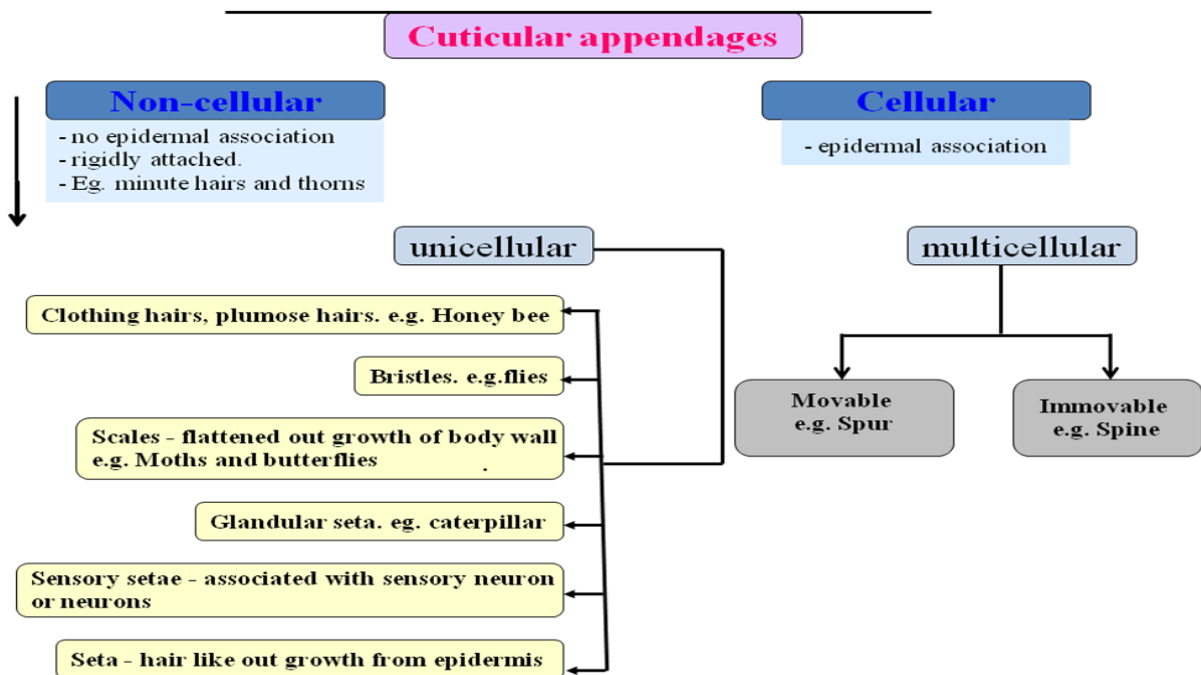 Cuticular appendages
Non-cellular
- no epidermal association
- rigidly attached.
- Eg. minute hairs and thorns
Cellular
- epidermal association
unicellular
Clothing hairs, plumose hairs. e.g. Honey bee
Bristles. e.g.flies
Scales - flattened out growth of body wall
e.g. Moths and butterflies .
Glandular seta. eg. caterpillar
Sensory setae - associated with sensory neuron
or neurons
Seta - hair like out growth from epidermis
multicellular
Movable
e.g. Spur
Immovable
e.g. Spine